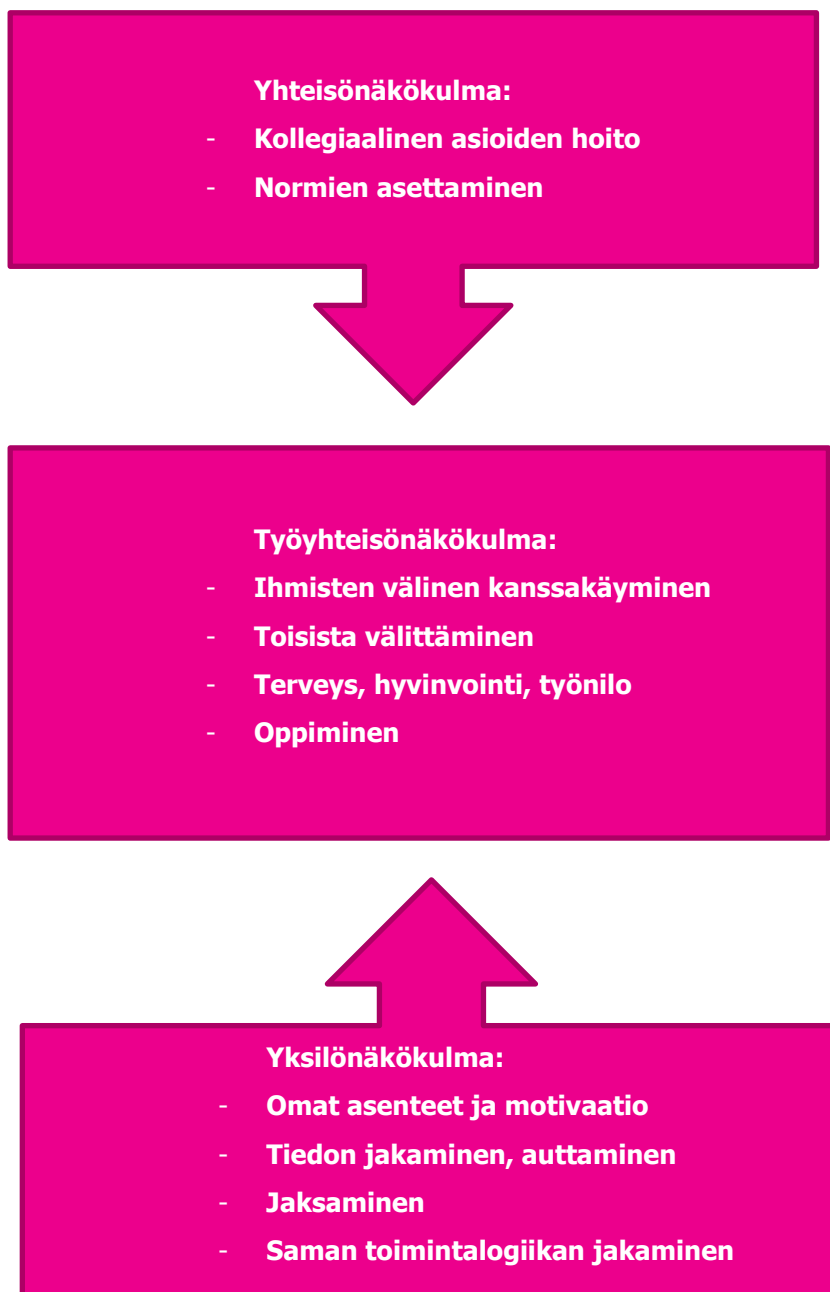 Yhteisönäkökulma:
- Kollegiaalinen asioiden hoito
- Normien asettaminen
Työyhteisönäkökulma:
- Ihmisten välinen kanssakäyminen
- Toisista välittäminen
- Terveys, hyvinvointi, työnilo
- Oppiminen
Yksilönäkökulma:
- Omat asenteet ja motivaatio
- Tiedon jakaminen, auttaminen
- Jaksaminen
- Saman toimintalogiikan jakaminen